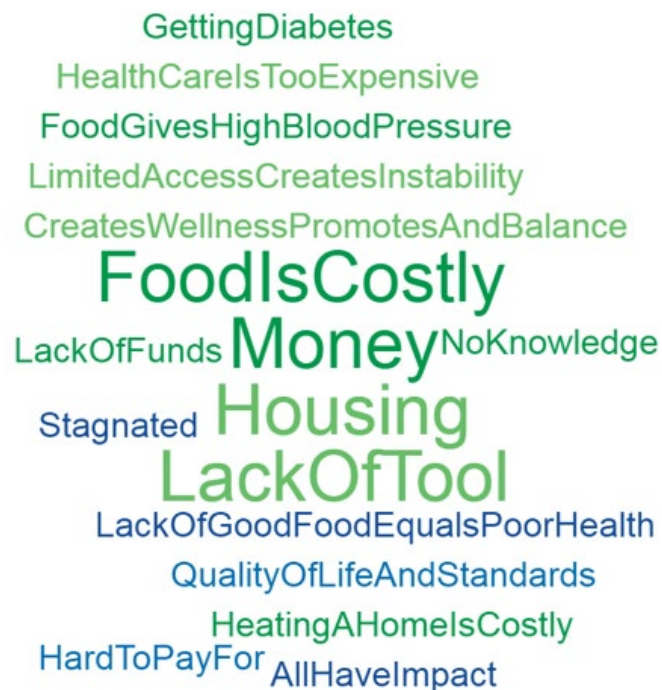 GettingDiabetes
HealthCareIsTooExpensive
FoodGivesHighBloodPressure
LimitedAccessCreatesInstability
CreatesWellnessPromotesAndBalance
FoodIsCostly
LackOfFunds Money NoKnowledge
Stagnated Housing
LackOfTool
LackOfGoodFoodEqualsPoorHealth
QualityOfLifeAndStandards
HeatingAHomeIsCostly
HardToPayFor AllHaveImpact